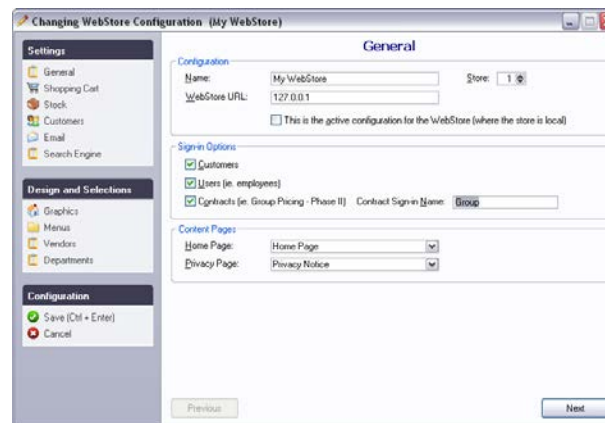 Changing WebStore Configuration (My WebStore)
Settings
General
Shopping Cart
Stock
Customers
Email
Search Engine
Design and Selections
Graphics
Menus
Vendors
Departments
Configuration
Save (Ctrl + Enter)
Cancel
General
Configuration
Name: My WebStore Store: 1
WebStore URL: 127.0.0.1
This is the active configuration for the WebStore (where the store is local)
Sign-in Options
Customers
Users (ie. employees)
Contracts (ie. Group Pricing - Phase II) Contract Sign-in Name: Group
Content Pages
Home Page: Home Page
Privacy Page: Privacy Notice
Previous Next